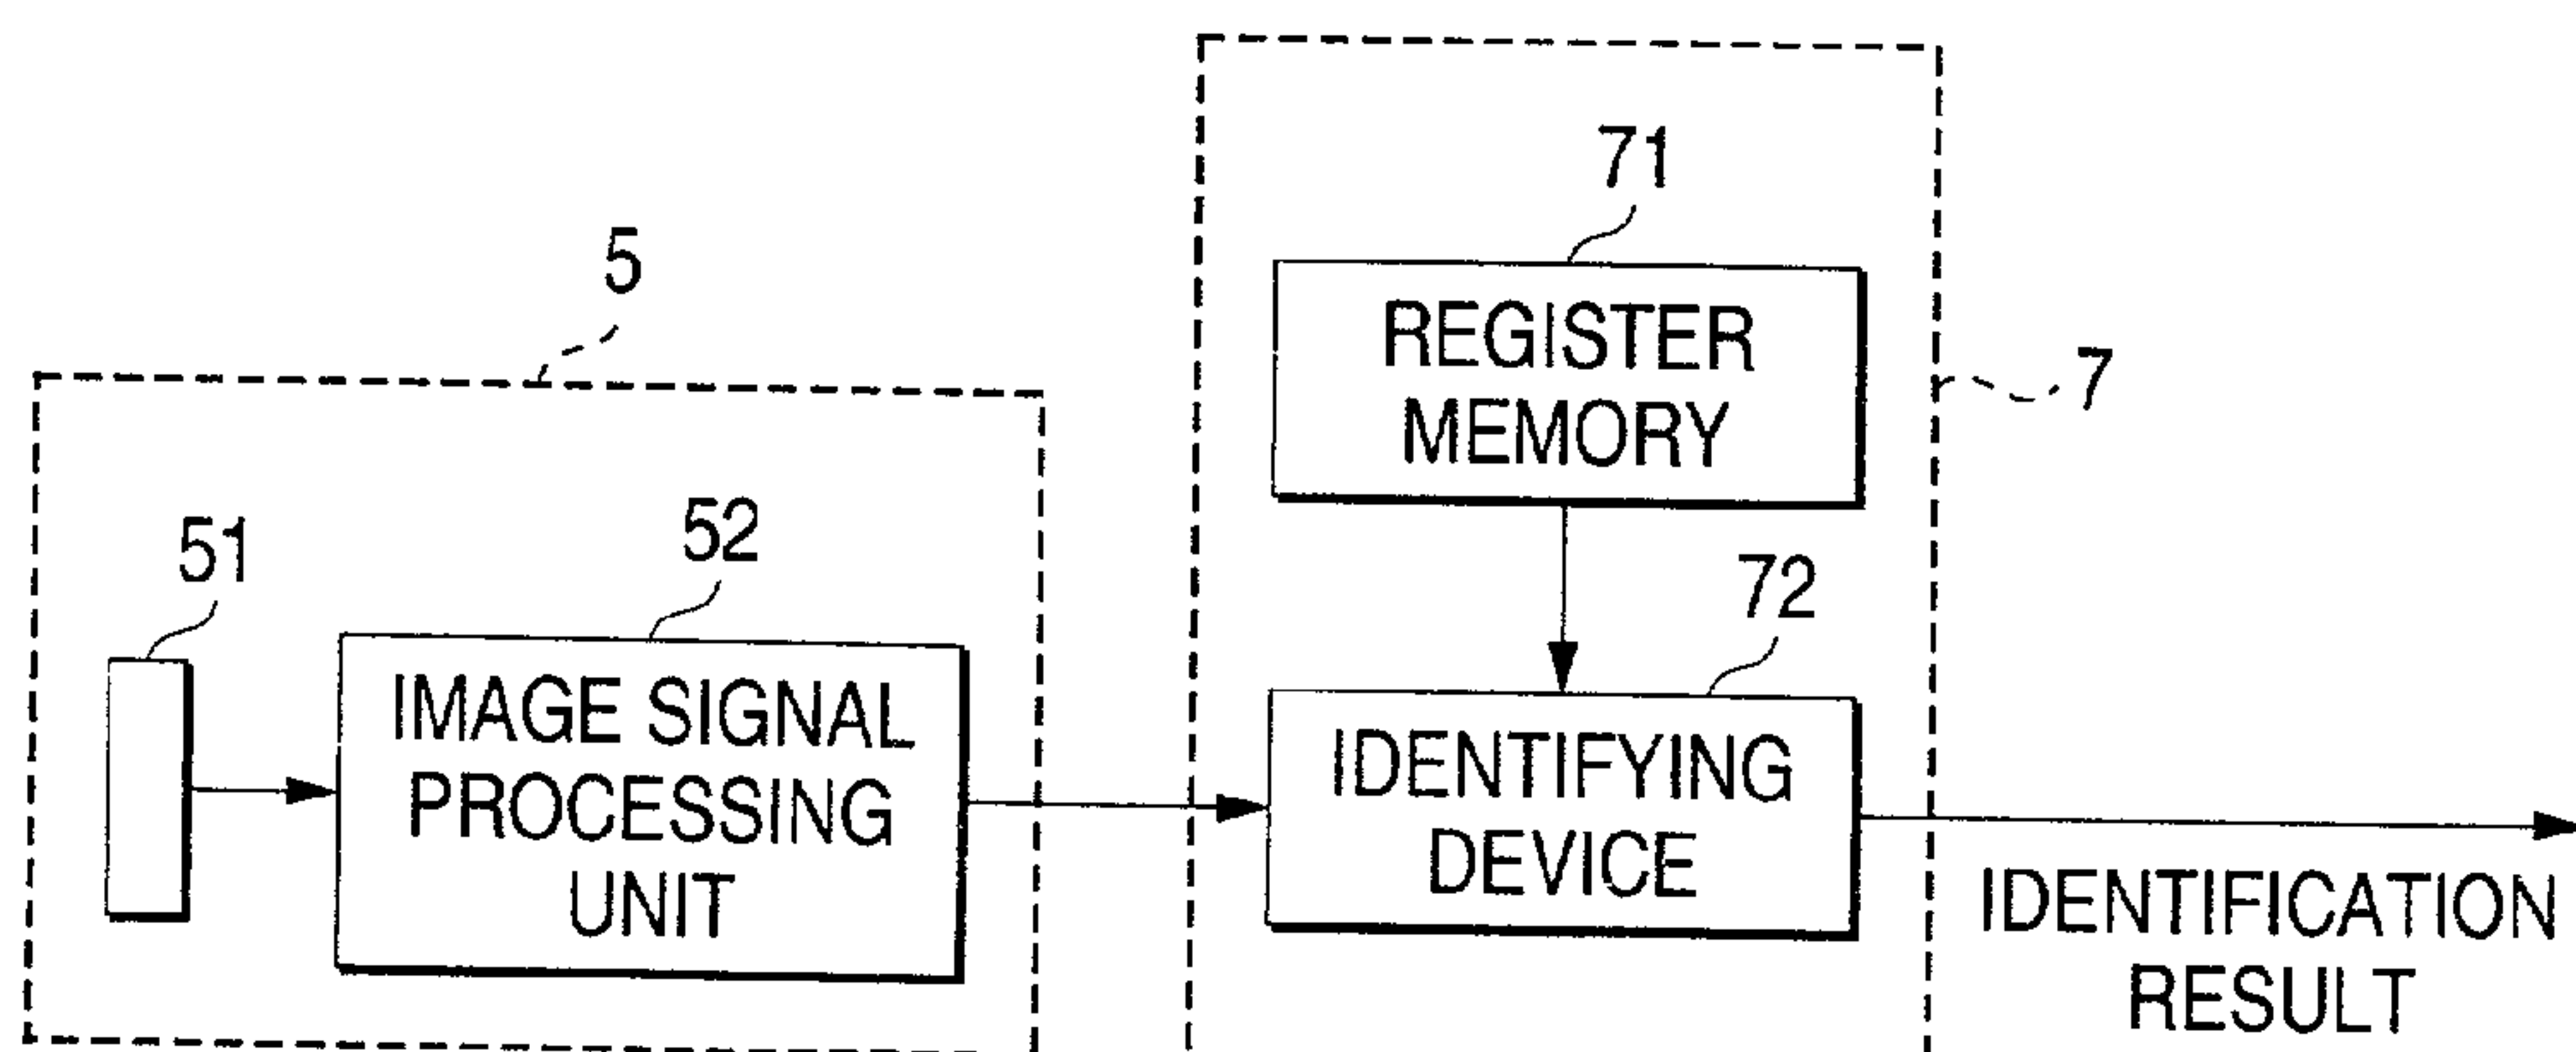 5
51
52
IMAGE SIGNAL
PROCESSING
UNIT
71
REGISTER
MEMORY
7
72
IDENTIFYING
DEVICE
IDENTIFICATION
RESULT